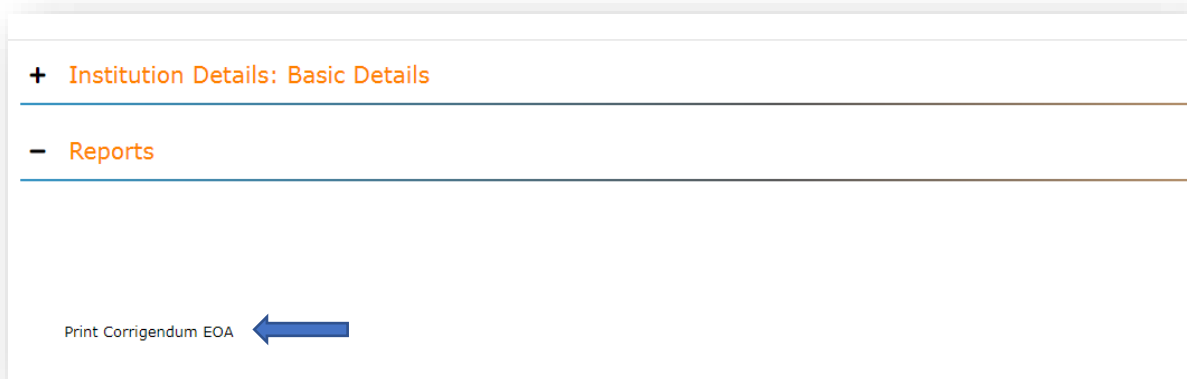 + Institution Details: Basic Details
− Reports
Print Corrigendum EOA